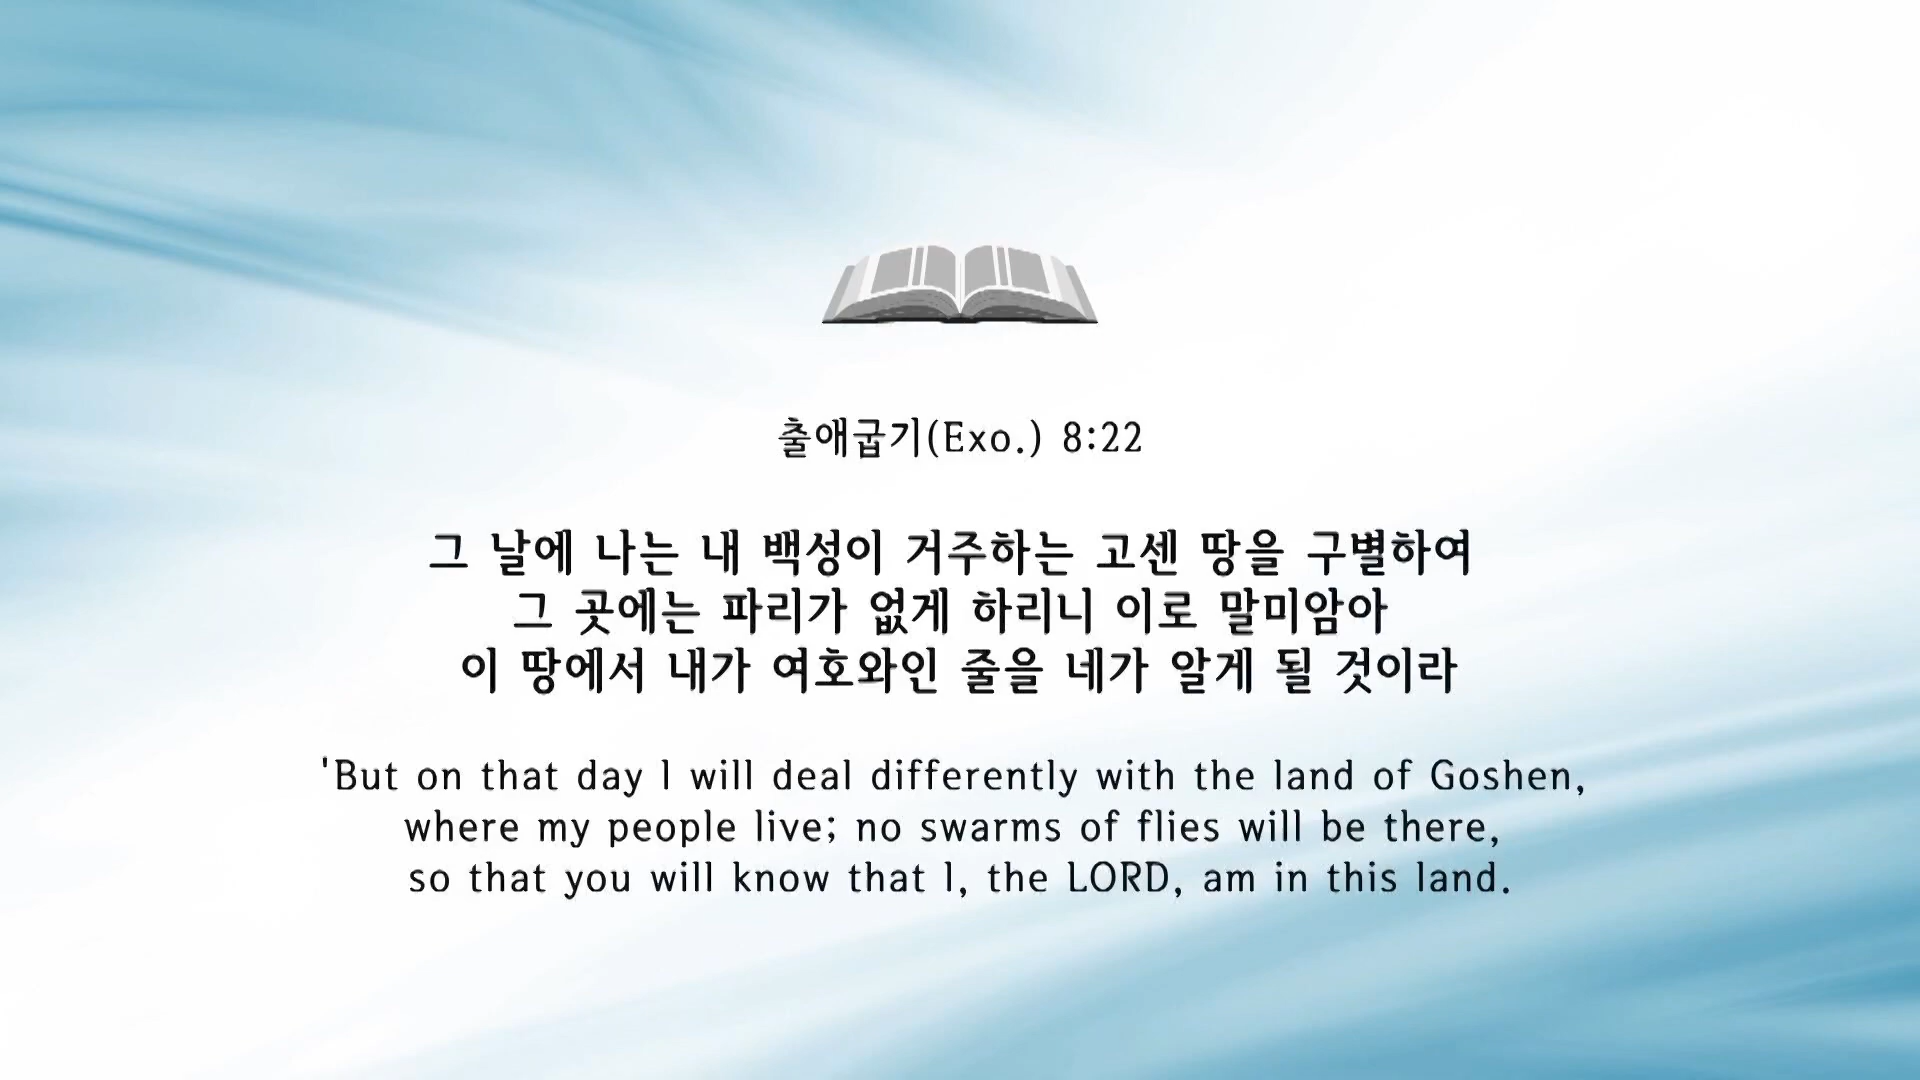 출애굽기(Exo.) 8:22
그 날에 나는 내 백성이 거주하는 고센 땅을 구별하여
그 곳에는 파리가 없게 하리니 이로 말미암아
이 땅에서 내가 여호와인 줄을 네가 알게 될 것이라
'But on that day I will deal differently with the land of Goshen,
where my people live; no swarms of flies will be there,
so that you will know that I, the LORD, am in this land.